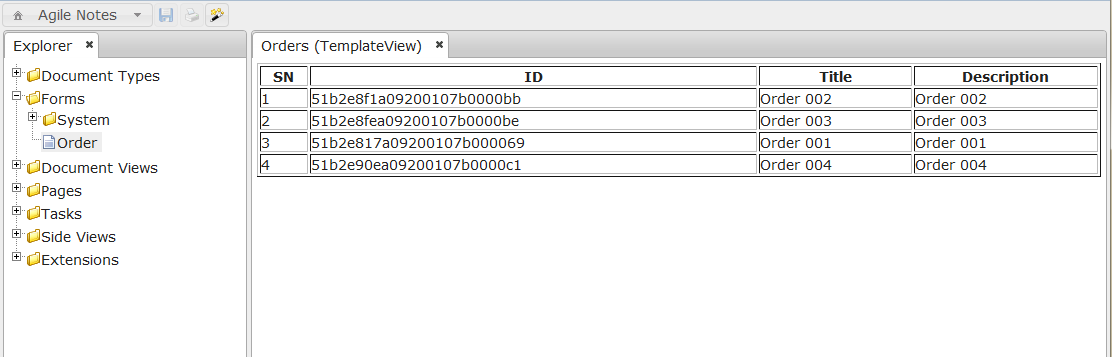 Agile Notes
Explorer
Document Types
Forms
System
Order
Document Views
Pages
Tasks
Side Views
Extensions
Orders (TemplateView)
SN ID Title Description
1 51b2e8f1a09200107b0000bb Order 002 Order 002
2 51b2e8fea09200107b0000be Order 003 Order 003
3 51b2e817a09200107b000069 Order 001 Order 001
4 51b2e90ea09200107b0000c1 Order 004 Order 004